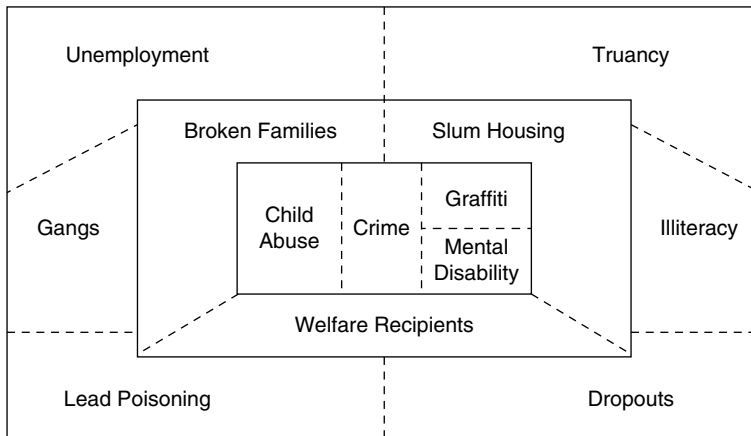 Unemployment
Truancy
Broken Families
Slum Housing
Gangs
Child
Abuse
Crime
Graffiti
Mental
Disability
Illiteracy
Welfare Recipients
Lead Poisoning
Dropouts